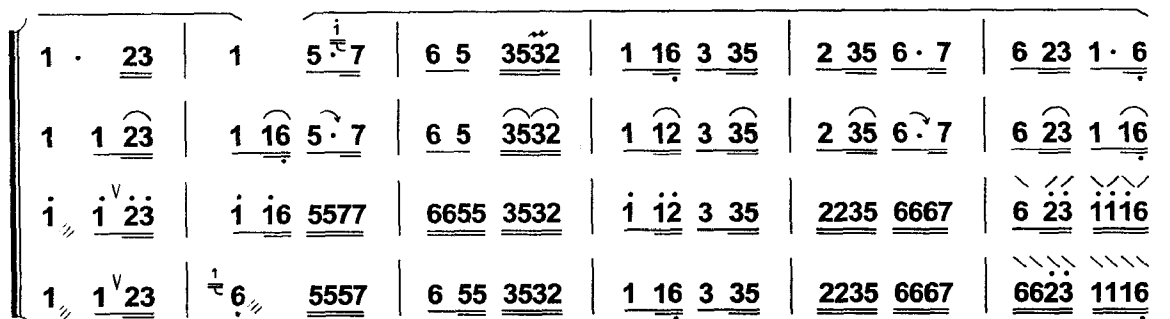 1 · 23 | 1 5 · 7 | 6 5 3532 | 1 16 3 35 | 2 35 6 · 7 | 6 23 1 · 6
1 1 23 | 1 16 5 · 7 | 6 5 3532 | 1 12 3 35 | 2 35 6 · 7 | 6 23 1 16
1 1 23 | 1 16 5577 | 6655 3532 | 1 12 3 35 | 2235 6667 | 6 23 1116
1 1 23 | 6 5557 | 6 55 3532 | 1 16 3 35 | 2235 6667 | 6623 1116